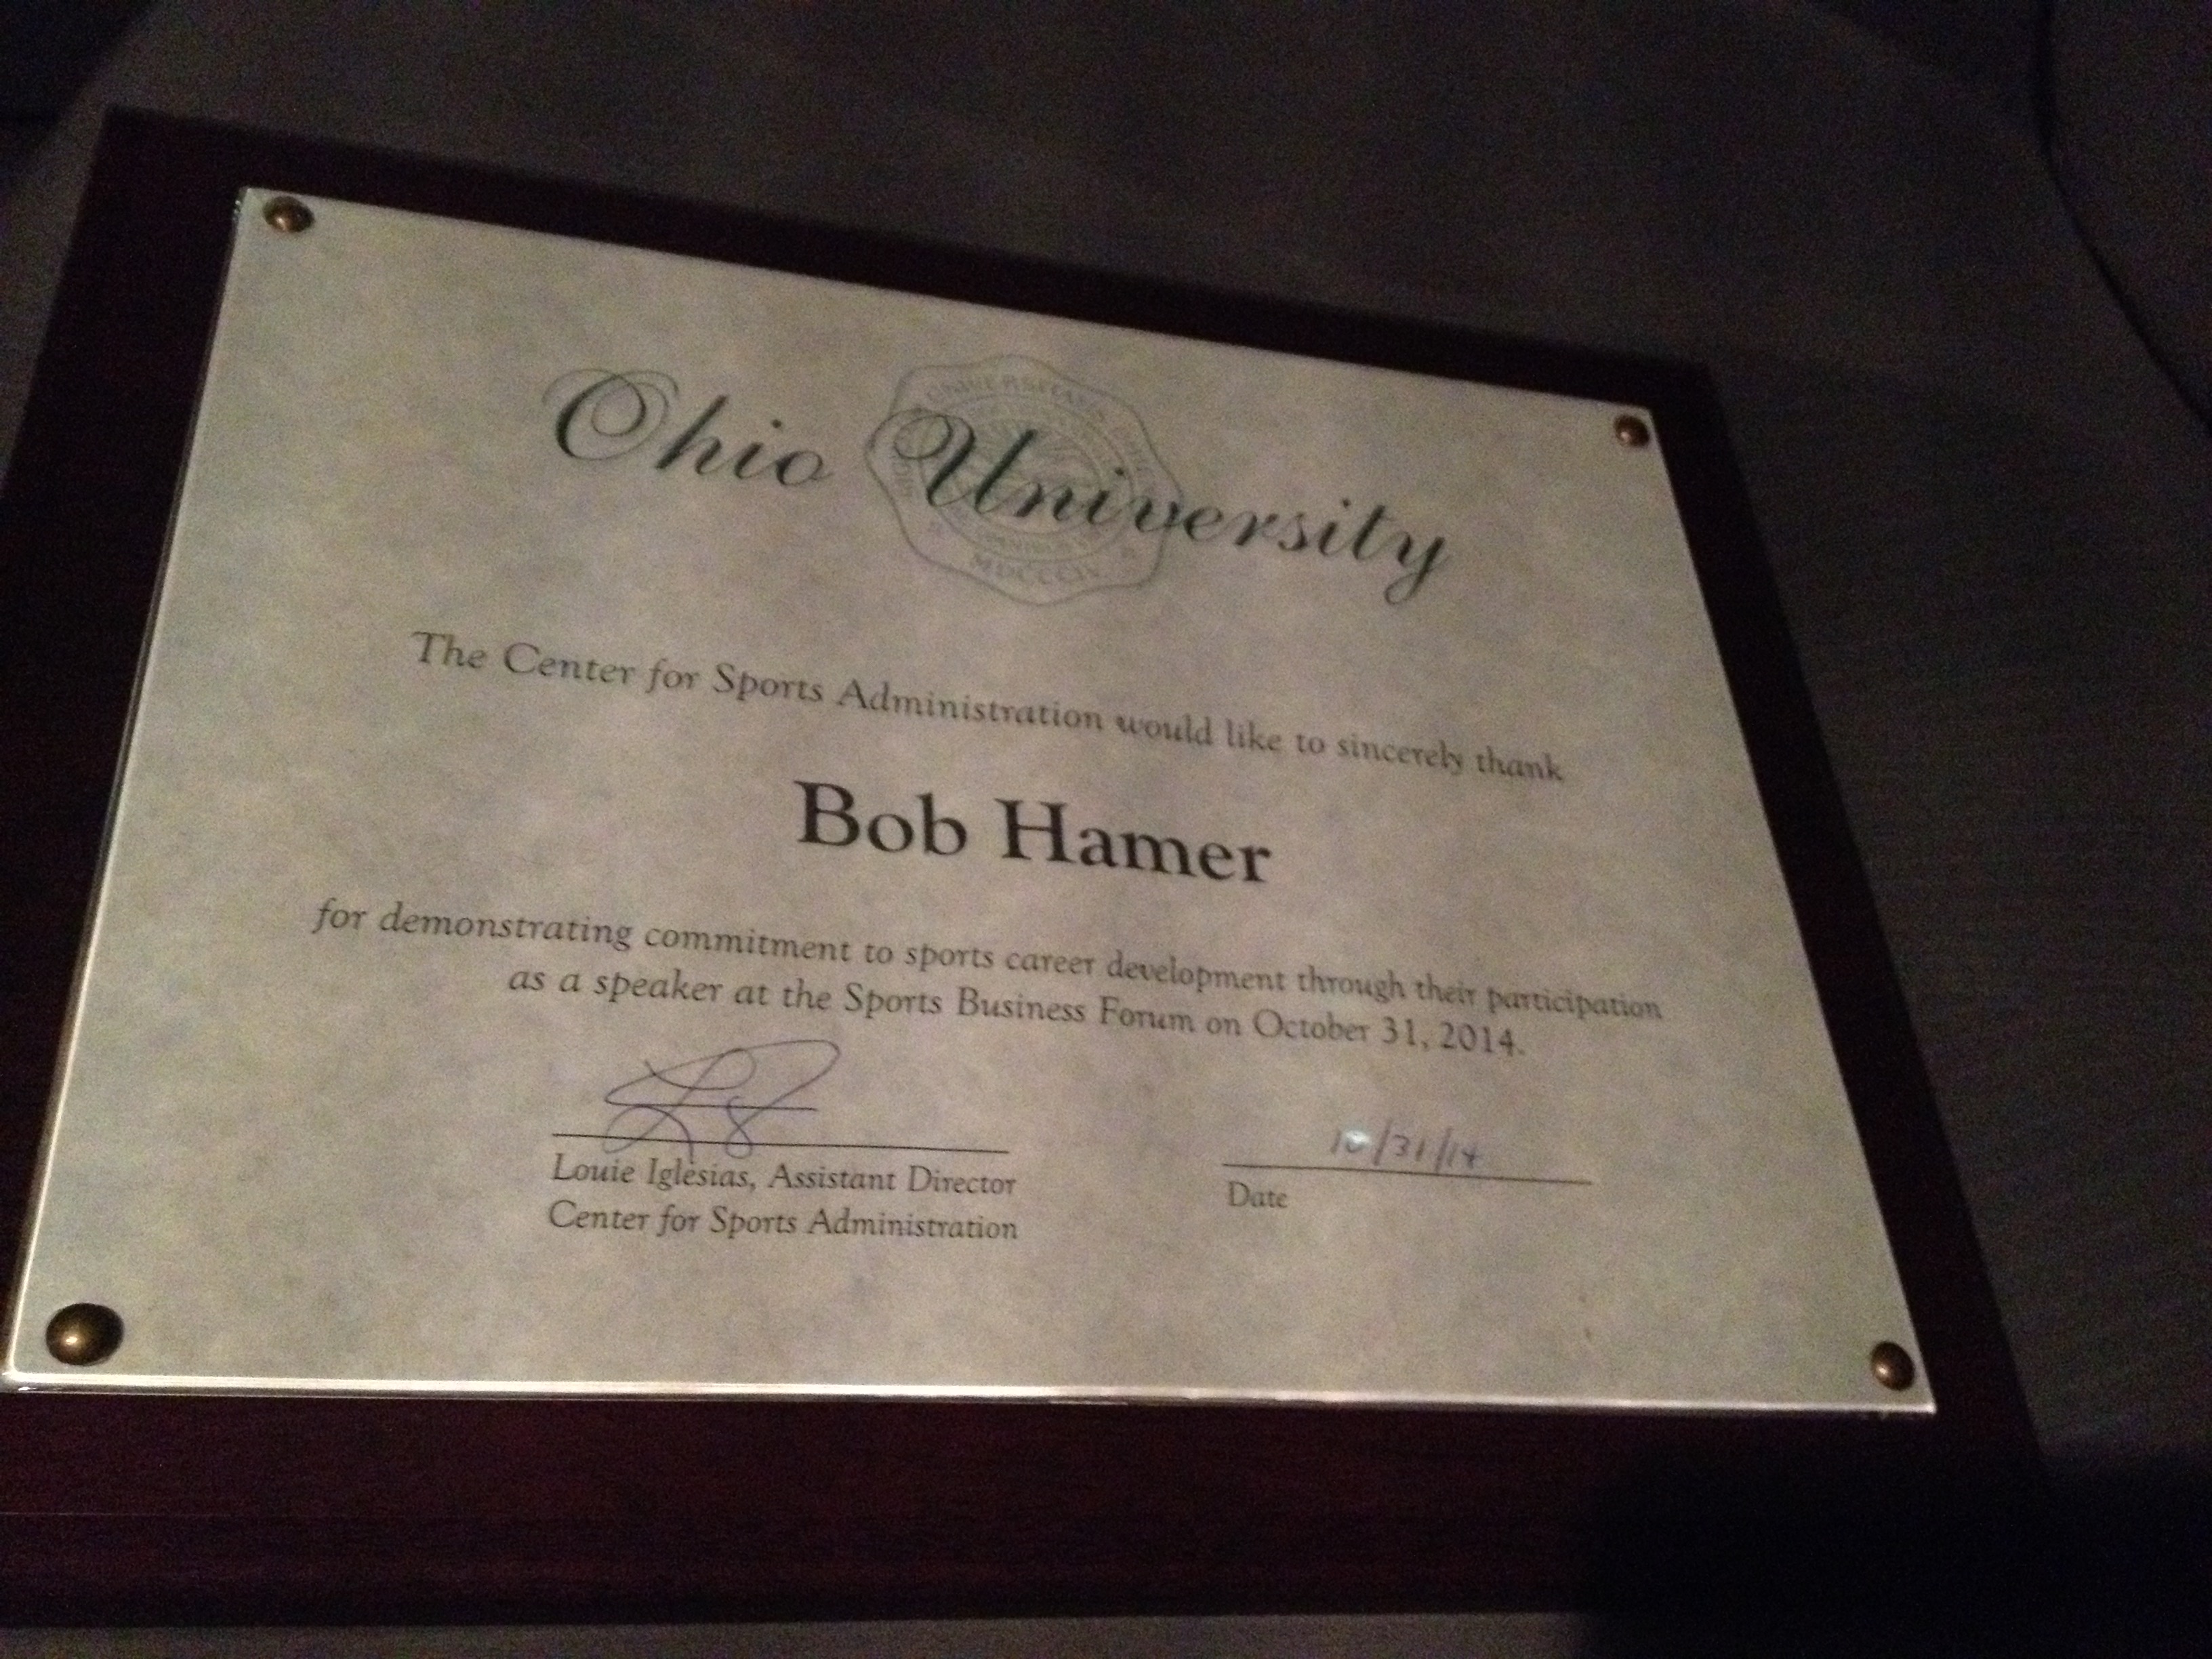 Ohio University
The Center for Sports Administration would like to sincerely thank
Bob Hamer
for demonstrating commitment to sports career development through their participation
as a speaker at the Sports Business Forum on October 31, 2014.
10/31/14
Louie Iglesias, Assistant Director
Date
Center for Sports Administration